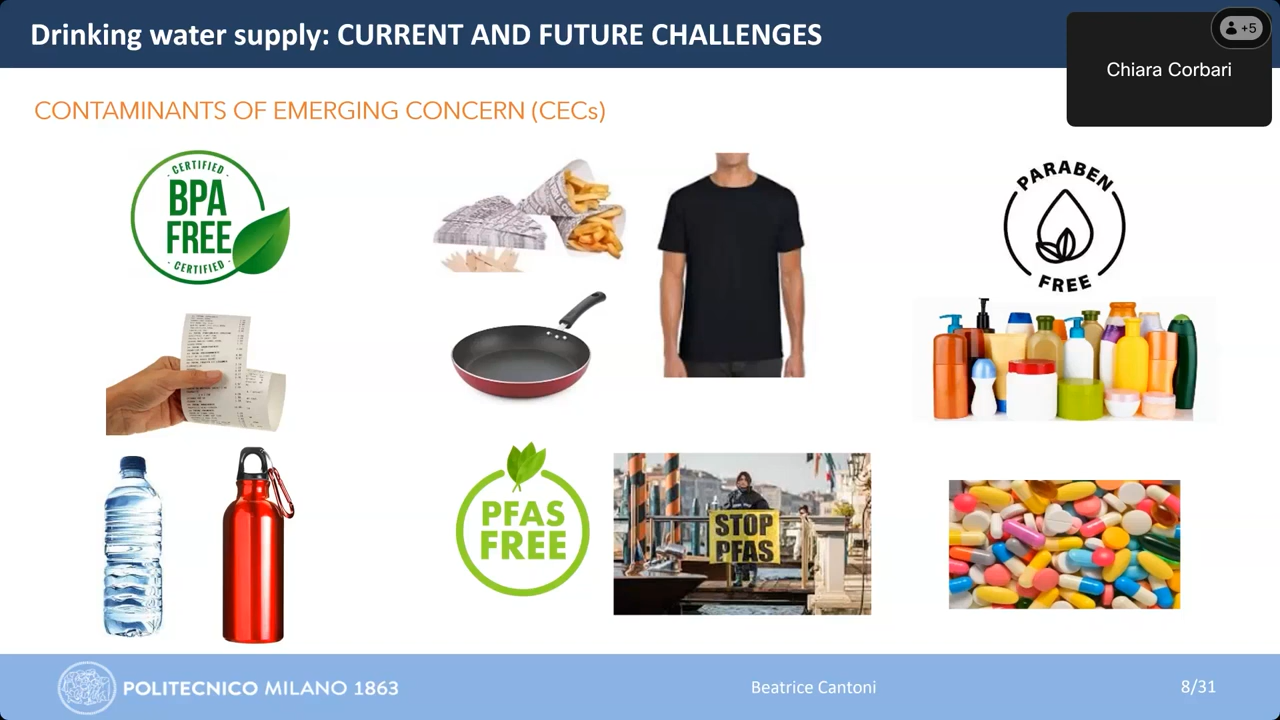 Drinking water supply: CURRENT AND FUTURE CHALLENGES
+5
Chiara Corbari
CONTAMINANTS OF EMERGING CONCERN (CECs)
CERTIFIED
BPA
FREE
CERTIFIED
PARABEN
FREE
PFAS
FREE
STOP
PFAS
POLITECNICO MILANO 1863
Beatrice Cantoni
8/31